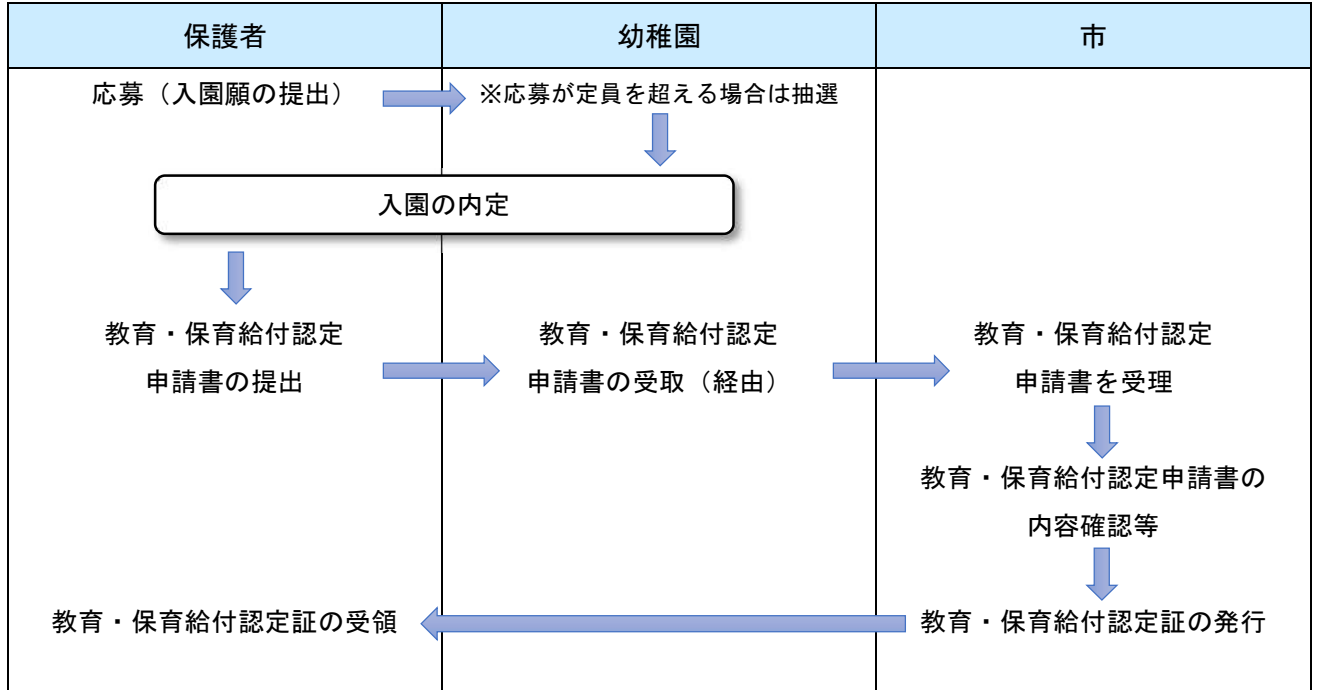 保護者
幼稚園
市
応募（入園願の提出）
※応募が定員を超える場合は抽選
入園の内定
教育・保育給付認定
申請書の提出
教育・保育給付認定
申請書の受取（経由）
教育・保育給付認定
申請書を受理
教育・保育給付認定申請書の
内容確認等
教育・保育給付認定証の受領
教育・保育給付認定証の発行